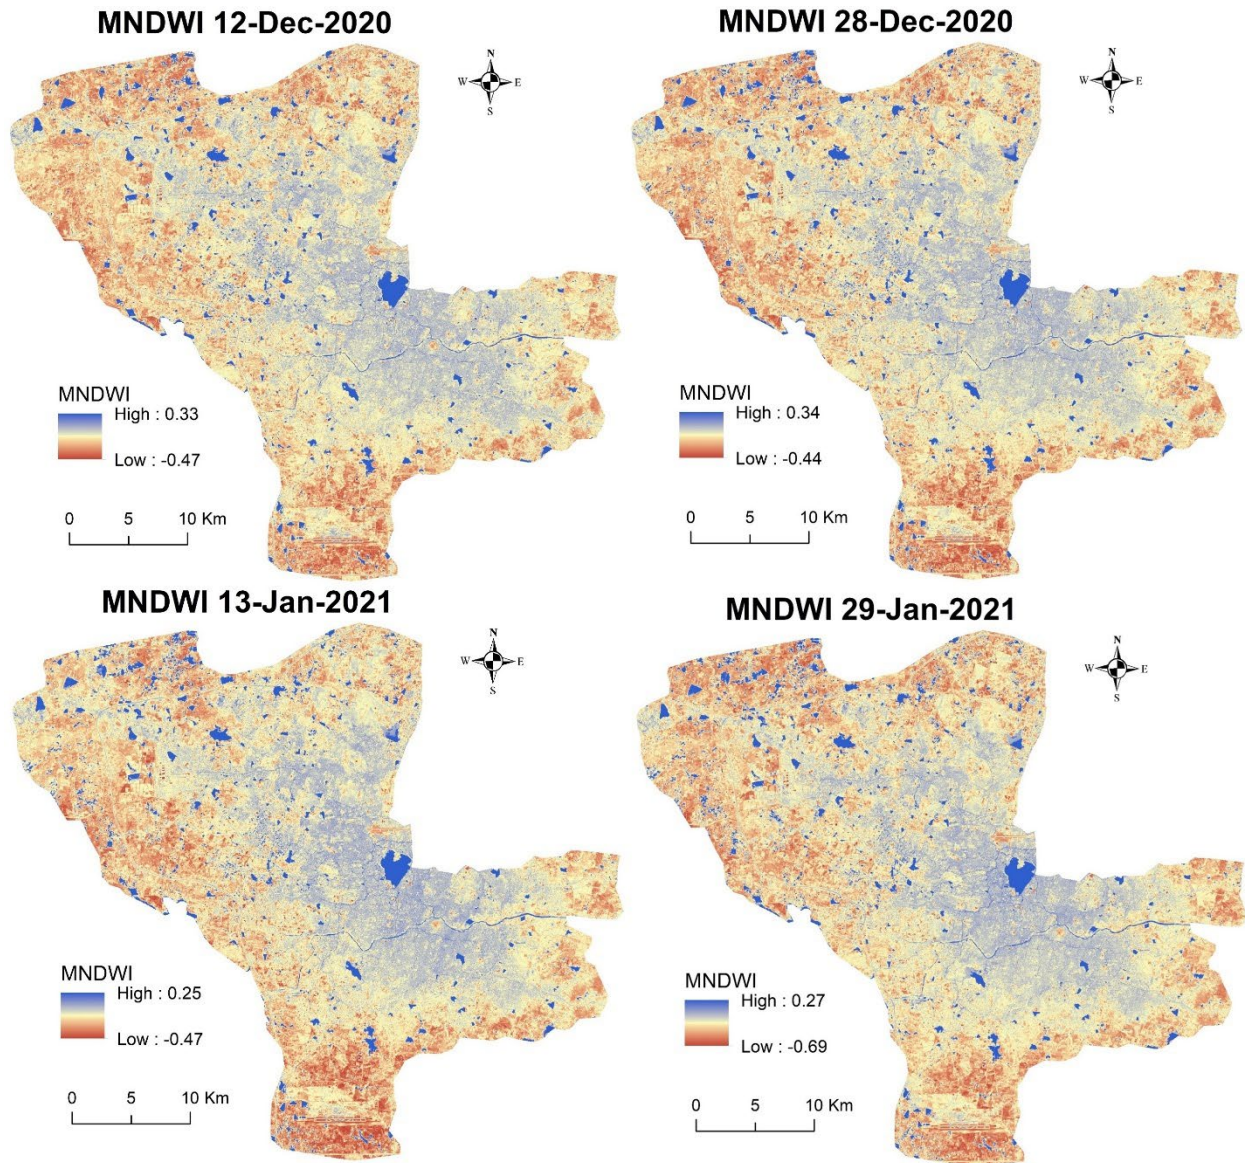 MNDWI 12-Dec-2020
N
W E
S
MNDWI
High : 0.33
Low : -0.47
0 5 10 Km
MNDWI 28-Dec-2020
N
W E
S
MNDWI
High : 0.34
Low : -0.44
0 5 10 Km
MNDWI 13-Jan-2021
N
W E
S
MNDWI
High : 0.25
Low : -0.47
0 5 10 Km
MNDWI 29-Jan-2021
N
W E
S
MNDWI
High : 0.27
Low : -0.69
0 5 10 Km